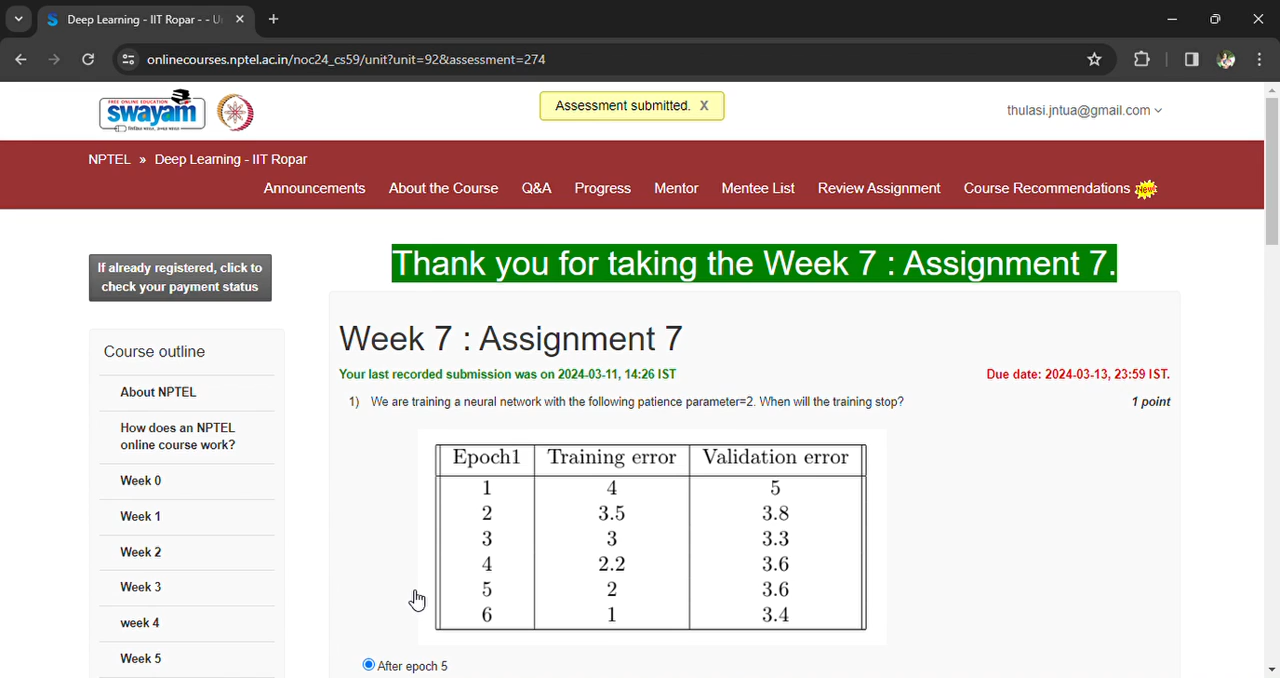 Deep Learning - IIT Ropar - - U
onlinecourses.nptel.ac.in/noc24_cs59/unit?unit=92&assessment=274
FREE ONLINE EDUCATION
swayam
Assessment submitted. X
thulasi.jntua@gmail.com
NPTEL » Deep Learning - IIT Ropar
Announcements About the Course Q&A Progress Mentor Mentee List Review Assignment Course Recommendations New
If already registered, click to
check your payment status
Thank you for taking the Week 7 : Assignment 7.
Course outline
About NPTEL
How does an NPTEL
online course work?
Week 0
Week 1
Week 2
Week 3
week 4
Week 5
Week 7 : Assignment 7
Your last recorded submission was on 2024-03-11, 14:26 IST Due date: 2024-03-13, 23:59 IST.
1) We are training a neural network with the following patience parameter=2. When will the training stop? 1 point
Epoch1 Training error Validation error
1 4 5
2 3.5 3.8
3 3 3.3
4 2.2 3.6
5 2 3.6
6 1 3.4
After epoch 5